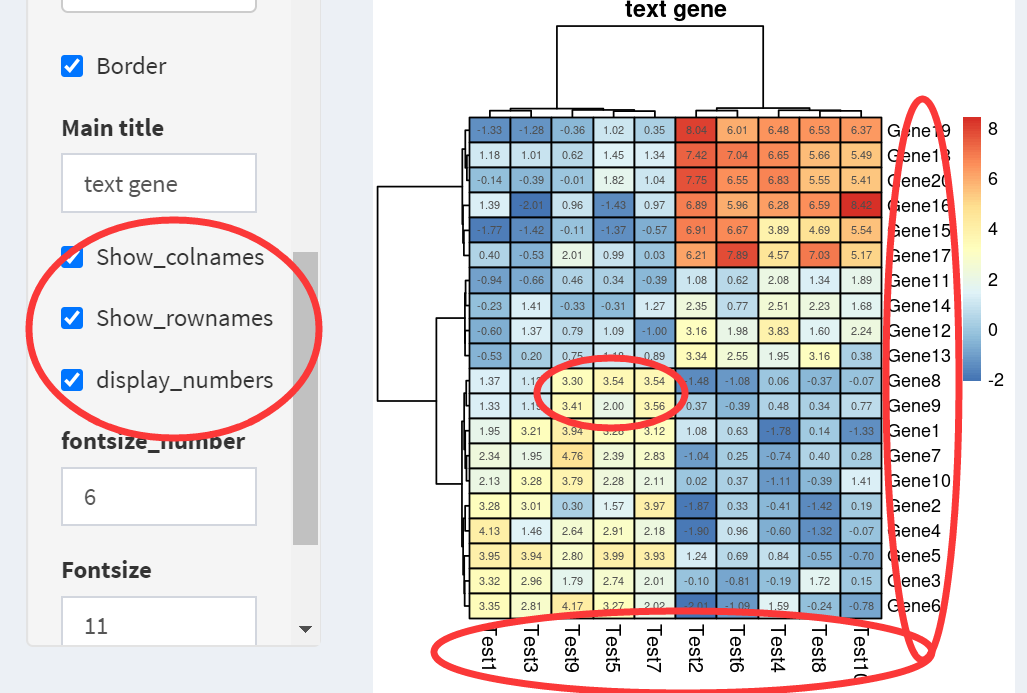 Border
Main title
text gene
Show_colnames
Show_rownames
display_numbers
fontsize_number
6
Fontsize
11
text gene
-1.33 -1.28 -0.36 1.02 0.35 8.04 6.01 6.48 6.53 6.37 Gene19
1.18 1.01 0.62 1.45 1.34 7.42 7.04 6.65 5.66 5.49 Gene18
-0.14 -0.39 -0.01 1.82 1.04 7.75 6.55 6.83 5.55 5.41 Gene20
1.39 -2.01 0.96 -1.43 0.97 6.89 5.96 6.28 6.59 8.42 Gene16
-1.77 -1.42 -0.11 -1.37 -0.57 6.91 6.67 3.89 4.69 5.54 Gene15
0.40 -0.53 2.01 0.99 0.03 6.21 7.89 4.57 7.03 5.17 Gene17
-0.94 -0.66 0.46 0.34 -0.39 1.08 0.62 2.08 1.34 1.89 Gene11
-0.23 1.41 -0.33 -0.31 1.27 2.35 0.77 2.51 2.23 1.68 Gene14
-0.60 1.37 0.79 1.09 -1.00 3.16 1.98 3.83 1.60 2.24 Gene12
-0.53 0.20 0.75 0.89 3.34 2.55 1.95 3.16 0.38 Gene13
1.37 3.30 3.54 3.54 -1.48 -1.08 0.06 -0.37 -0.07 Gene8
1.33 3.41 2.00 3.56 0.37 -0.39 0.48 0.34 0.77 Gene9
1.95 3.21 3.94 3.12 1.08 0.63 -1.78 0.14 -1.33 Gene1
2.34 1.95 4.76 2.39 2.83 -1.04 0.25 -0.74 0.40 0.28 Gene7
2.13 3.28 3.79 2.28 2.11 0.02 0.37 -1.11 -0.39 1.41 Gene10
3.28 3.01 0.30 1.57 3.97 -1.87 0.33 -0.41 -1.42 0.19 Gene2
4.13 1.46 2.64 2.91 2.18 -1.90 0.96 -0.60 -1.32 -0.07 Gene4
3.95 3.94 2.80 3.99 3.93 1.24 0.69 0.84 -0.55 -0.70 Gene5
3.32 2.96 1.79 2.74 2.01 -0.10 -0.81 -0.19 1.72 0.15 Gene3
3.35 2.81 4.17 3.27 2.02 -2.01 -1.09 1.59 -0.24 -0.78 Gene6
Test1 Test3 Test9 Test5 Test7 Test2 Test6 Test4 Test8 Test10
8
6
4
2
0
-2